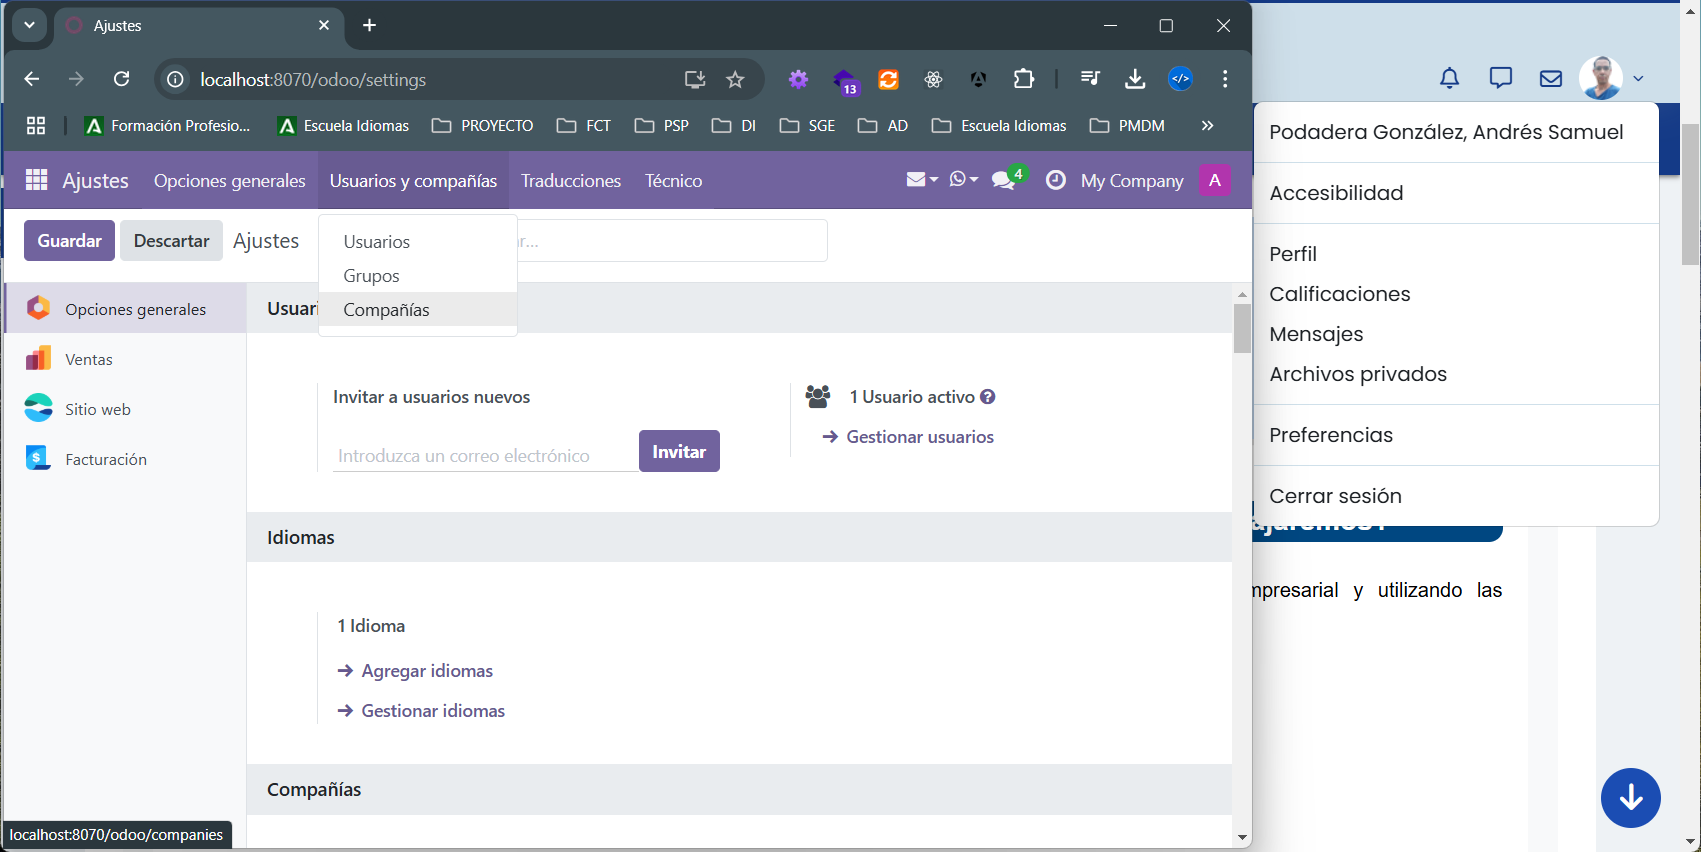 Ajustes
localhost:8070/odoo/settings
13
Formación Profesio...
Escuela Idiomas
PROYECTO
FCT
PSP
DI
SGE
AD
Escuela Idiomas
PMDM
Ajustes
Opciones generales
Usuarios y compañías
Traducciones
Técnico
4
My Company
A
Guardar
Descartar
Ajustes
r...
Usuarios
Grupos
Compañías
Opciones generales
Ventas
Sitio web
Facturación
Usuari
Invitar a usuarios nuevos
Introduzca un correo electrónico
Invitar
1 Usuario activo
Gestionar usuarios
Idiomas
1 Idioma
Agregar idiomas
Gestionar idiomas
Compañías
localhost:8070/odoo/companies
Podadera González, Andrés Samuel
Accesibilidad
Perfil
Calificaciones
Mensajes
Archivos privados
Preferencias
Cerrar sesión
mpresarial y utilizando las